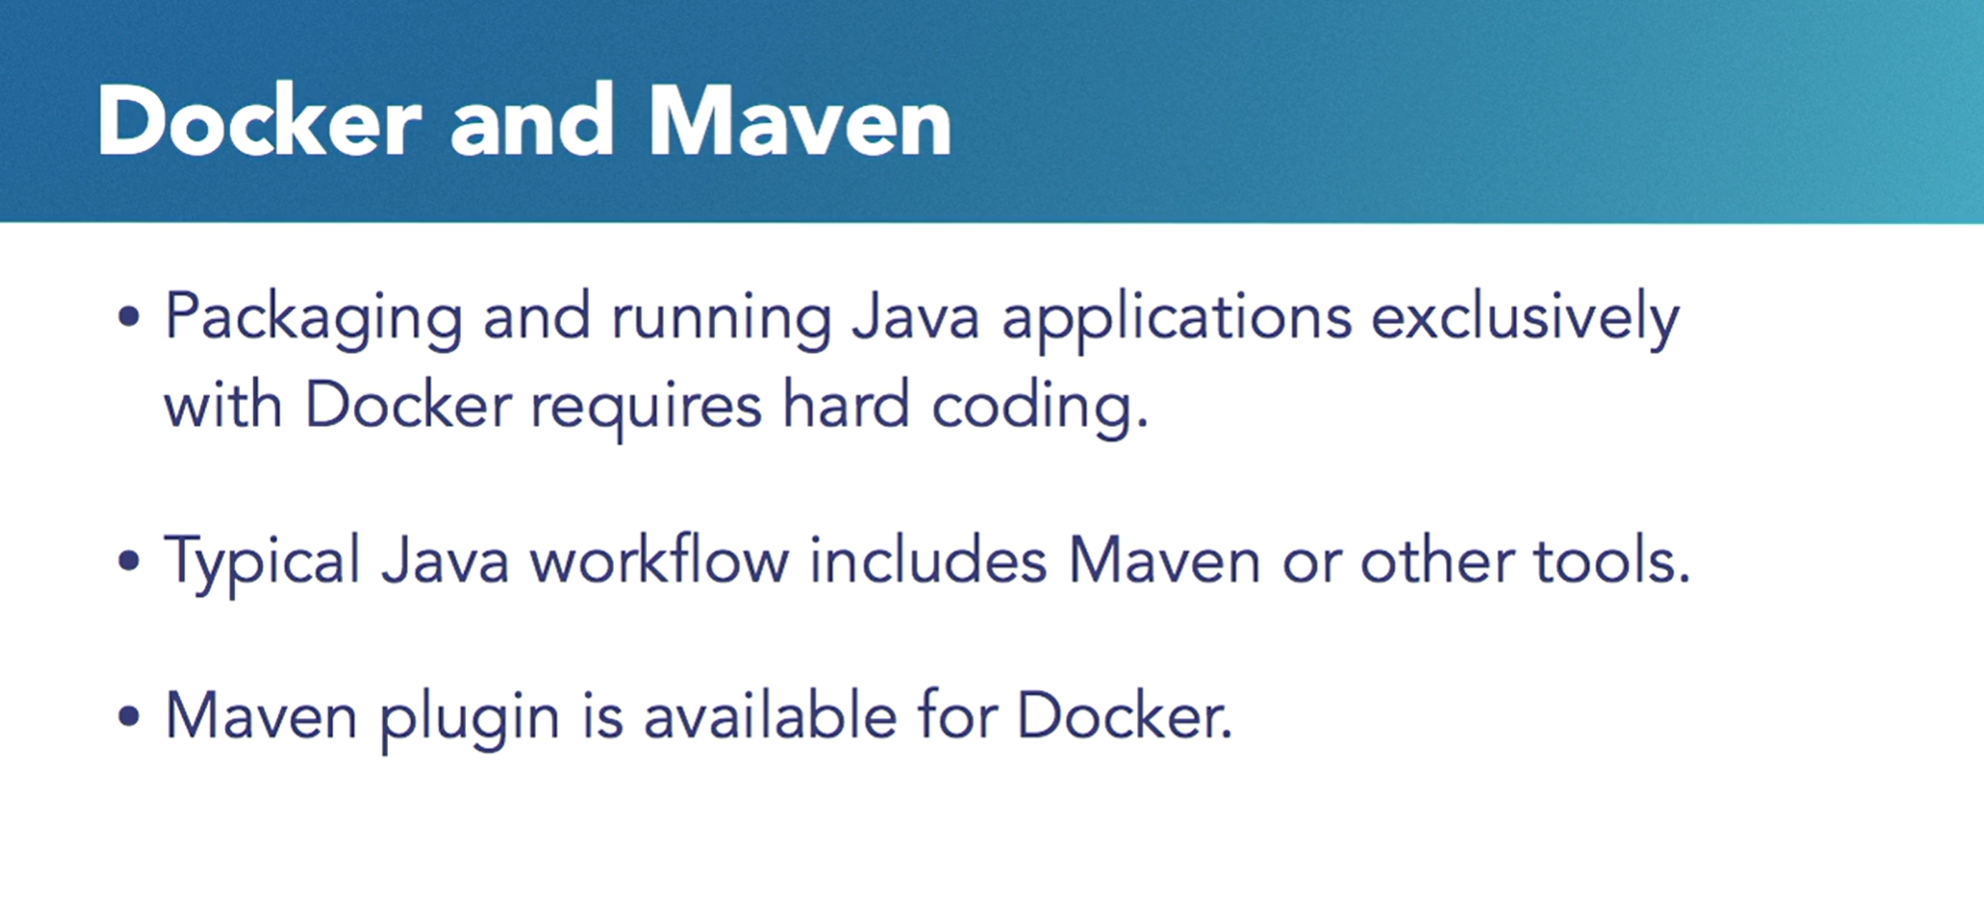 Docker and Maven
• Packaging and running Java applications exclusively
with Docker requires hard coding.
• Typical Java workflow includes Maven or other tools.
• Maven plugin is available for Docker.